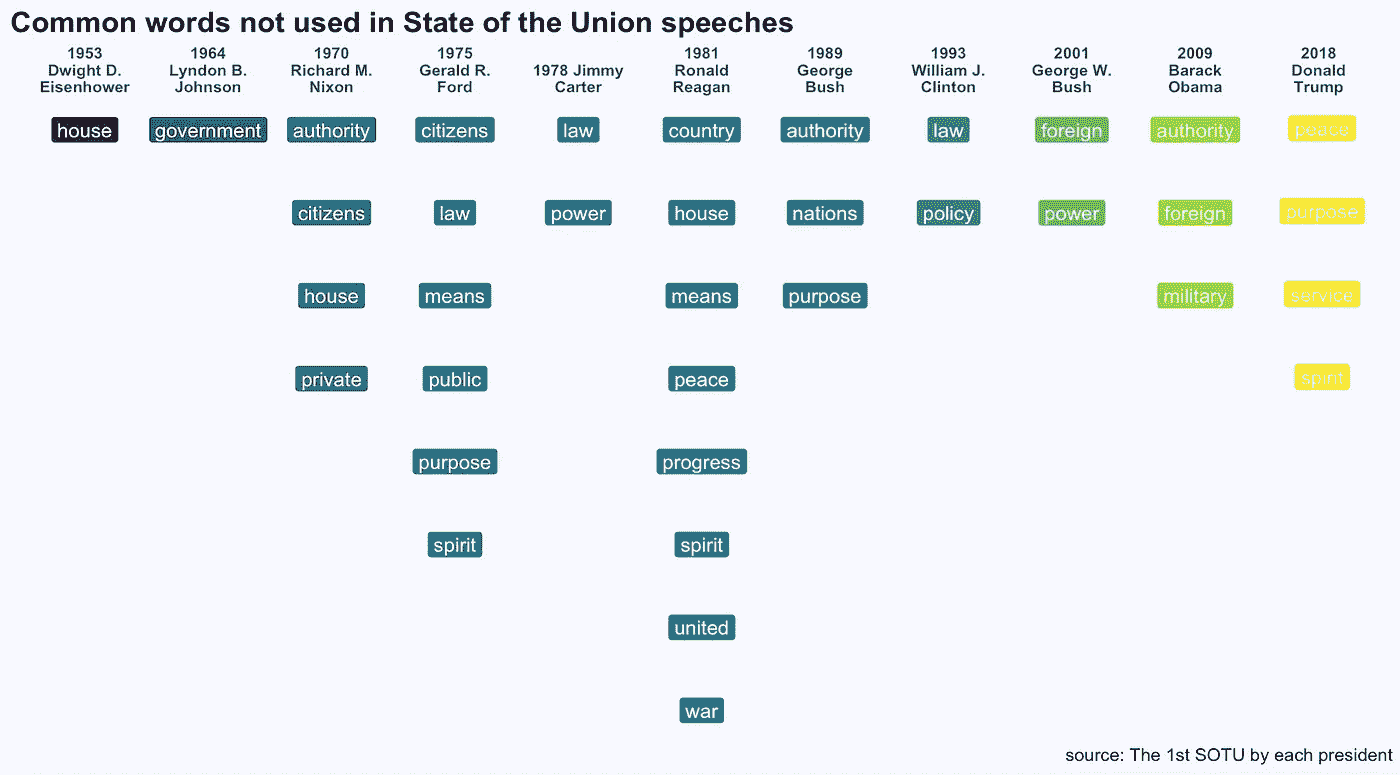 Common words not used in State of the Union speeches
1953 1964 1970 1975 1981 1989 1993 2001 2009 2018
Dwight D. Lyndon B. Richard M. Gerald R. 1978 Jimmy Ronald George William J. George W. Barack Donald
Eisenhower Johnson Nixon Ford Carter Reagan Bush Clinton Bush Obama Trump
house government authority citizens law country authority law foreign authority peace
citizens law power house nations policy power foreign purpose
house means means purpose military service
private public peace spirit
purpose progress
spirit spirit
united
war
source: The 1st SOTU by each president